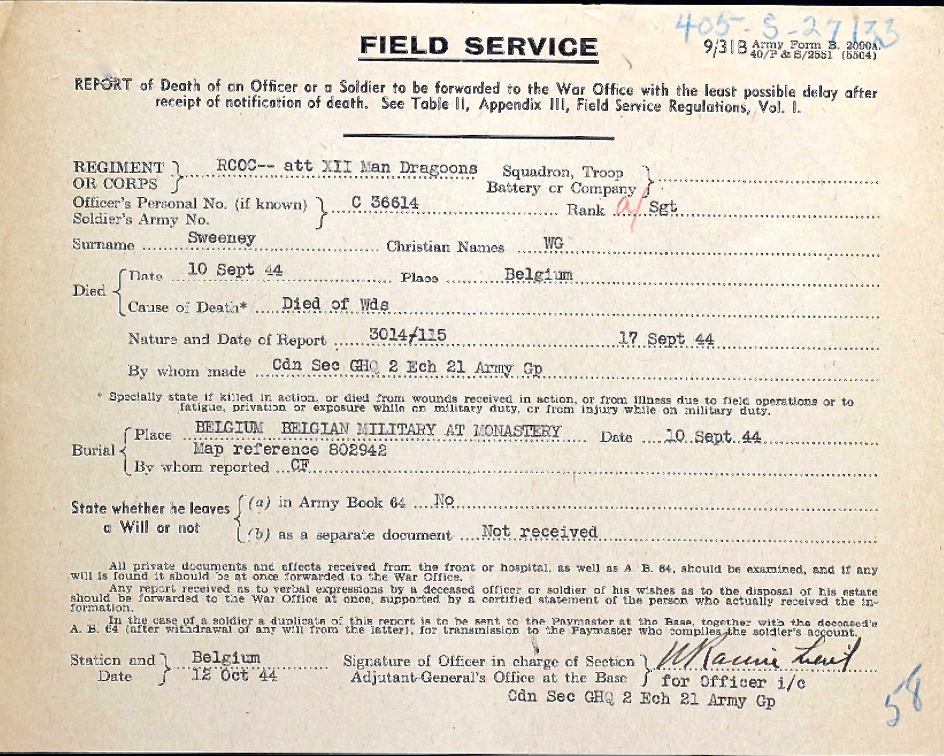 405-S-27133
FIELD SERVICE
9/31B Army Form B. 2090A.
40/P & S/2551 (5504)
REPORT of Death of an Officer or a Soldier to be forwarded to the War Office with the least possible delay after
receipt of notification of death. See Table II, Appendix III, Field Service Regulations, Vol. I.
REGIMENT OR CORPS } RCOC-- att XII Man Dragoons Squadron, Troop Battery or Company }
Officer's Personal No. (if known) Soldier's Army No. } C 36614 Rank a/ Sgt
Surname Sweeney Christian Names WG
Died { Date 10 Sept 44 Place Belgium
Cause of Death* Died of Wds
Nature and Date of Report 3014/115 17 Sept 44
By whom made Cdn Sec GHQ 2 Ech 21 Army Gp
* Specially state if killed in action, or died from wounds received in action, or from illness due to field operations or to
fatigue, privation or exposure while on military duty, or from injury while on military duty.
Burial { Place BELGIUM BELGIAN MILITARY AT MONASTERY Date 10 Sept 44
Map reference 802942
By whom reported CF
State whether he leaves a Will or not { (a) in Army Book 64 No
(b) as a separate document Not received
All private documents and effects received from the front or hospital, as well as A. B. 64, should be examined, and if any
will is found it should be at once forwarded to the War Office.
Any report received as to verbal expressions by a deceased officer or soldier of his wishes as to the disposal of his estate
should be forwarded to the War Office at once, supported by a certified statement of the person who actually received the in-
formation.
In the case of a soldier a duplicate of this report is to be sent to the Paymaster at the Base, together with the deceased's
A. B. 64 (after withdrawal of any will from the latter), for transmission to the Paymaster who compiles the soldier's account.
Station and Date } Belgium
12 Oct 44
Signature of Officer in charge of Section
Adjutant-General's Office at the Base } for Officer i/c
Cdn Sec GHQ 2 Ech 21 Army Gp
58